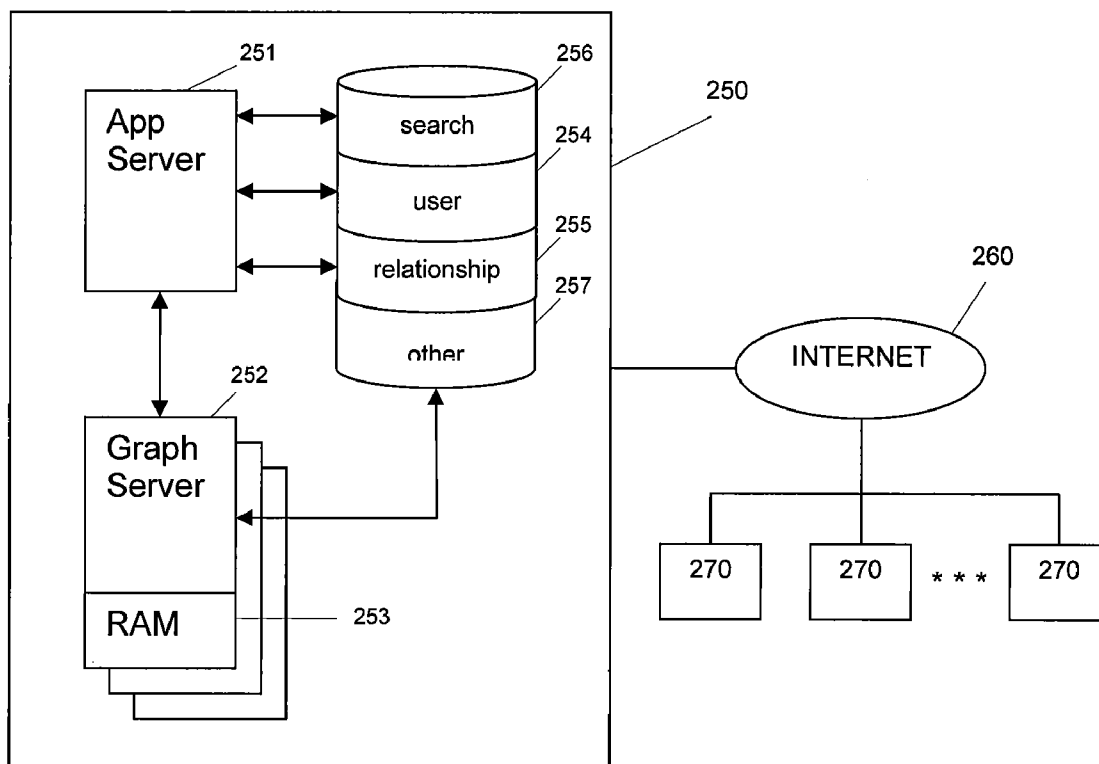 251
256
App
Server
search
250
254
user
255
relationship
257
260
other
INTERNET
252
Graph
Server
270
270
* * *
270
RAM
253